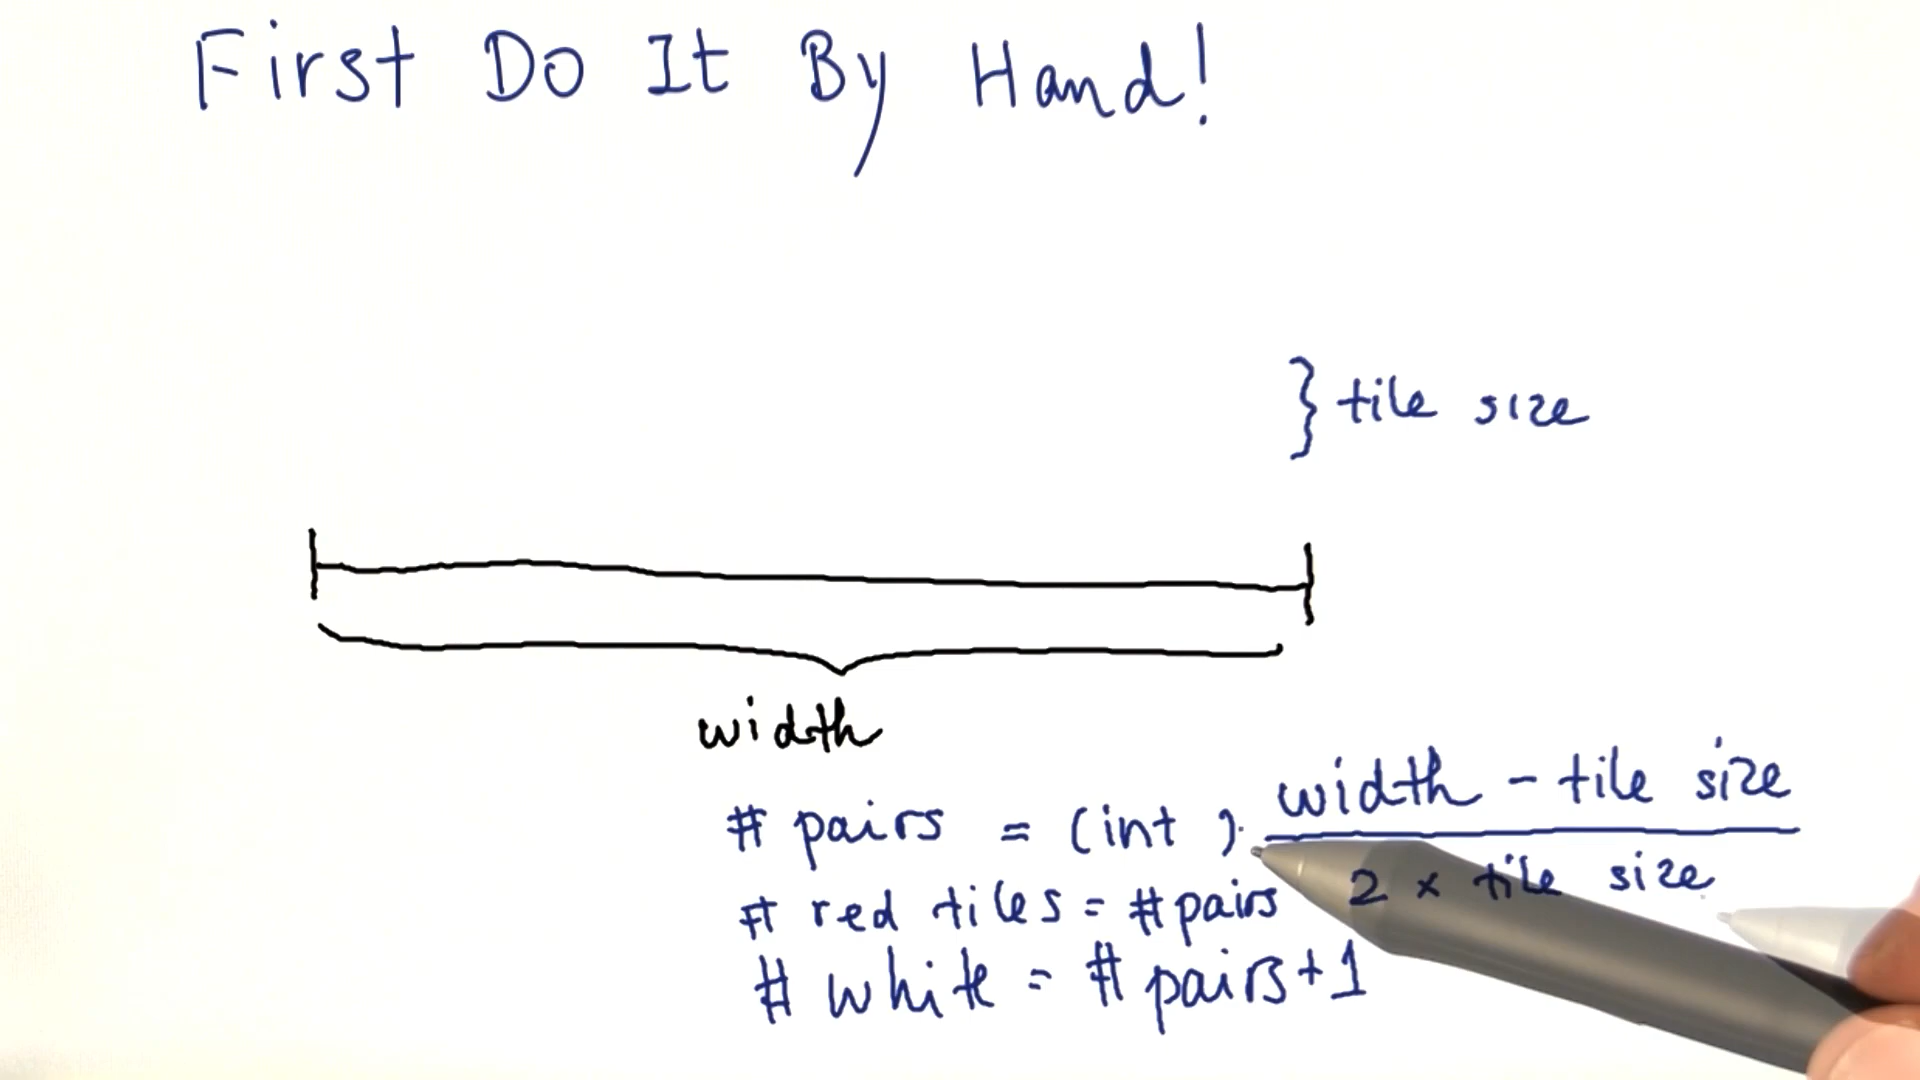 First Do It By Hand!
} tile size
width
# pairs = (int) width - tile size
2 x tile size
# red tiles = # pairs
# white = # pairs + 1